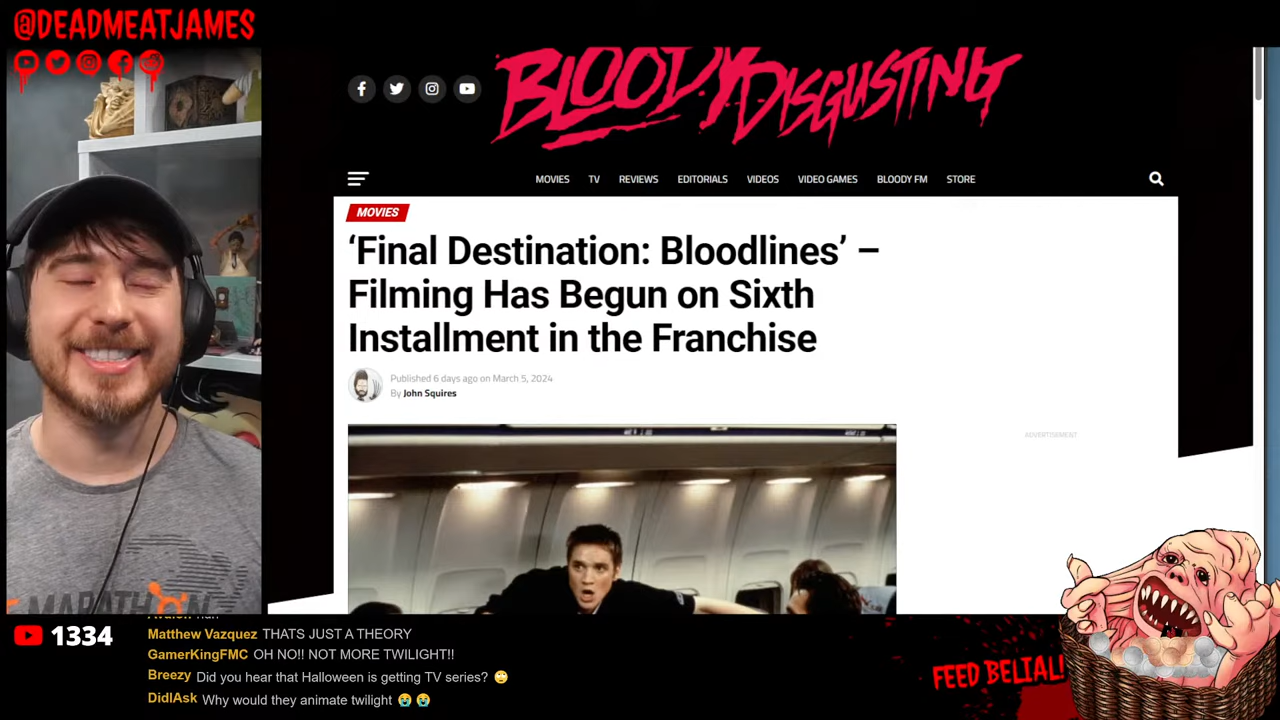 @DEADMEATJAMES
BLOODY DISGUSTING
MOVIES TV REVIEWS EDITORIALS VIDEOS VIDEO GAMES BLOODY FM STORE
MOVIES
‘Final Destination: Bloodlines’ –
Filming Has Begun on Sixth
Installment in the Franchise
Published 6 days ago on March 5, 2024
By John Squires
ADVERTISEMENT
MARATHON
1334
Matthew Vazquez THATS JUST A THEORY
GamerKingFMC OH NO!! NOT MORE TWILIGHT!!
Breezy Did you hear that Halloween is getting TV series? 🙄
DidIAsk Why would they animate twilight 😭 😭
FEED BELIAL!